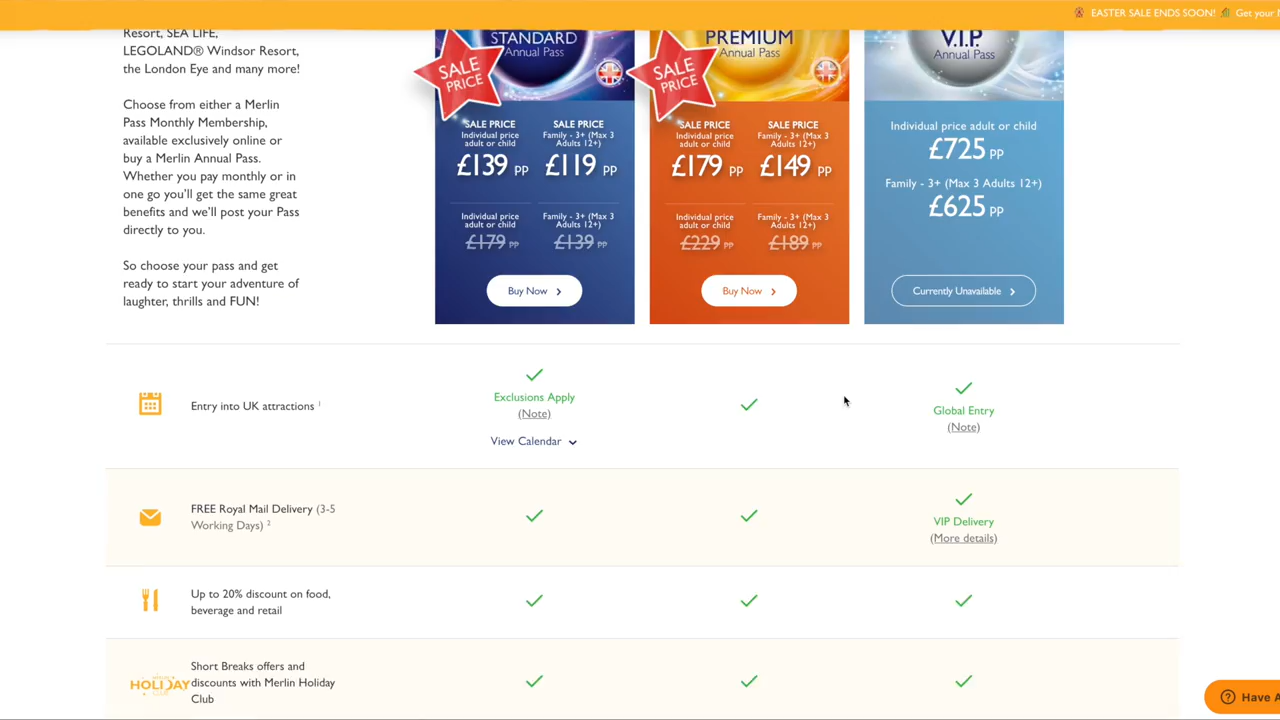 EASTER SALE ENDS SOON!
Get your
Resort, SEA LIFE,
LEGOLAND® Windsor Resort,
the London Eye and many more!
Choose from either a Merlin
Pass Monthly Membership,
available exclusively online or
buy a Merlin Annual Pass.
Whether you pay monthly or in
one go you'll get the same great
benefits and we'll post your Pass
directly to you.
So choose your pass and get
ready to start your adventure of
laughter, thrills and FUN!
STANDARD
Annual Pass
SALE
PRICE
SALE PRICE
Individual price
adult or child
£139 PP
SALE PRICE
Family - 3+ (Max 3
Adults 12+)
£119 PP
Individual price
adult or child
£179 PP
Family - 3+ (Max 3
Adults 12+)
£139 PP
Buy Now
PREMIUM
Annual Pass
SALE
PRICE
SALE PRICE
Individual price
adult or child
£179 PP
SALE PRICE
Family - 3+ (Max 3
Adults 12+)
£149 PP
Individual price
adult or child
£229 PP
Family - 3+ (Max 3
Adults 12+)
£189 PP
Buy Now
V.I.P.
Annual Pass
Individual price adult or child
£725 PP
Family - 3+ (Max 3 Adults 12+)
£625 PP
Currently Unavailable
Entry into UK attractions 1
Exclusions Apply
(Note)
View Calendar
Global Entry
(Note)
FREE Royal Mail Delivery (3-5
Working Days) 2
VIP Delivery
(More details)
Up to 20% discount on food,
beverage and retail
HOLIDAY
CLUB
Short Breaks offers and
discounts with Merlin Holiday
Club
Have A